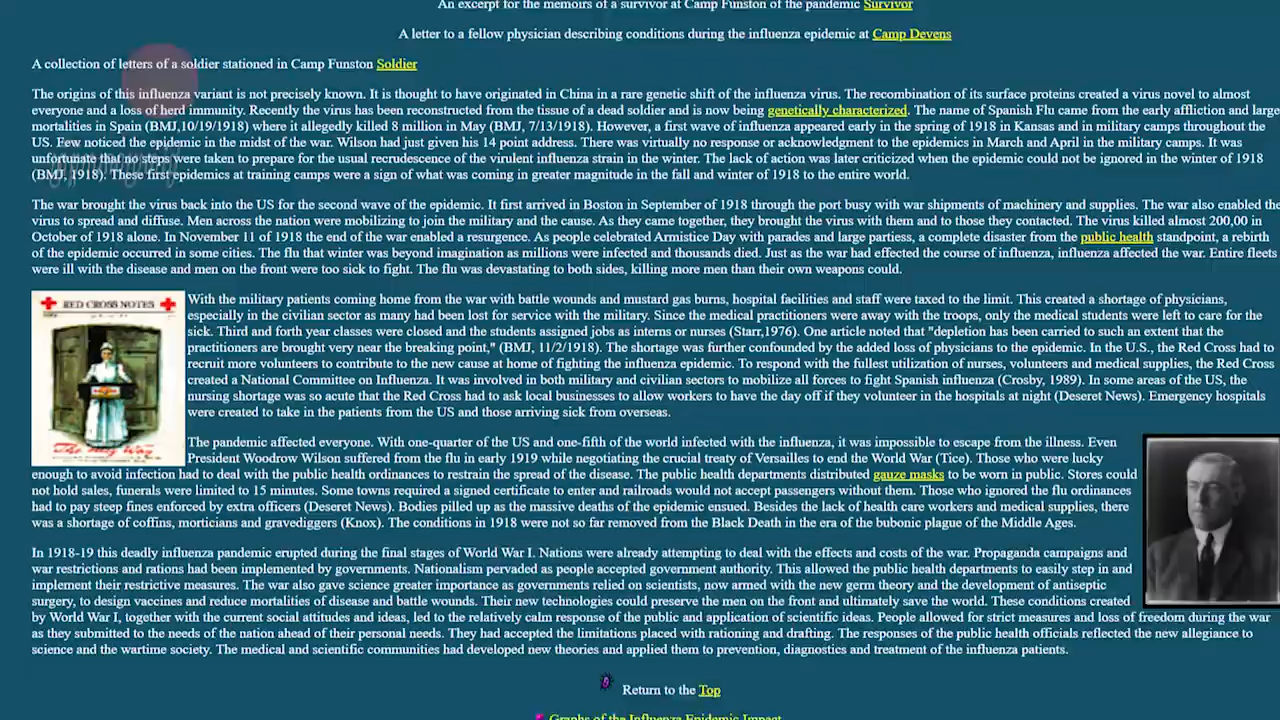 An excerpt for the memoirs of a survivor at Camp Funston of the pandemic Survivor
A letter to a fellow physician describing conditions during the influenza epidemic at Camp Devens
A collection of letters of a soldier stationed in Camp Funston Soldier
The origins of this influenza variant is not precisely known. It is thought to have originated in China in a rare genetic shift of the influenza virus. The recombination of its surface proteins created a virus novel to almost
everyone and a loss of herd immunity. Recently the virus has been reconstructed from the tissue of a dead soldier and is now being genetically characterized. The name of Spanish Flu came from the early affliction and large
mortalities in Spain (BMJ,10/19/1918) where it allegedly killed 8 million in May (BMJ, 7/13/1918). However, a first wave of influenza appeared early in the spring of 1918 in Kansas and in military camps throughout the
US. Few noticed the epidemic in the midst of the war. Wilson had just given his 14 point address. There was virtually no response or acknowledgment to the epidemics in March and April in the military camps. It was
unfortunate that no steps were taken to prepare for the usual recrudescence of the virulent influenza strain in the winter. The lack of action was later criticized when the epidemic could not be ignored in the winter of 1918
(BMJ, 1918). These first epidemics at training camps were a sign of what was coming in greater magnitude in the fall and winter of 1918 to the entire world.
The war brought the virus back into the US for the second wave of the epidemic. It first arrived in Boston in September of 1918 through the port busy with war shipments of machinery and supplies. The war also enabled the
virus to spread and diffuse. Men across the nation were mobilizing to join the military and the cause. As they came together, they brought the virus with them and to those they contacted. The virus killed almost 200,00 in
October of 1918 alone. In November 11 of 1918 the end of the war enabled a resurgence. As people celebrated Armistice Day with parades and large partiess, a complete disaster from the public health standpoint, a rebirth
of the epidemic occurred in some cities. The flu that winter was beyond imagination as millions were infected and thousands died. Just as the war had effected the course of influenza, influenza affected the war. Entire fleets
were ill with the disease and men on the front were too sick to fight. The flu was devastating to both sides, killing more men than their own weapons could.
RED CROSS NOTES
With the military patients coming home from the war with battle wounds and mustard gas burns, hospital facilities and staff were taxed to the limit. This created a shortage of physicians,
especially in the civilian sector as many had been lost for service with the military. Since the medical practitioners were away with the troops, only the medical students were left to care for the
sick. Third and forth year classes were closed and the students assigned jobs as interns or nurses (Starr,1976). One article noted that "depletion has been carried to such an extent that the
practitioners are brought very near the breaking point," (BMJ, 11/2/1918). The shortage was further confounded by the added loss of physicians to the epidemic. In the U.S., the Red Cross had to
recruit more volunteers to contribute to the new cause at home of fighting the influenza epidemic. To respond with the fullest utilization of nurses, volunteers and medical supplies, the Red Cross
created a National Committee on Influenza. It was involved in both military and civilian sectors to mobilize all forces to fight Spanish influenza (Crosby, 1989). In some areas of the US, the
nursing shortage was so acute that the Red Cross had to ask local businesses to allow workers to have the day off if they volunteer in the hospitals at night (Deseret News). Emergency hospitals
were created to take in the patients from the US and those arriving sick from overseas.
The pandemic affected everyone. With one-quarter of the US and one-fifth of the world infected with the influenza, it was impossible to escape from the illness. Even
President Woodrow Wilson suffered from the flu in early 1919 while negotiating the crucial treaty of Versailles to end the World War (Tice). Those who were lucky
enough to avoid infection had to deal with the public health ordinances to restrain the spread of the disease. The public health departments distributed gauze masks to be worn in public. Stores could
not hold sales, funerals were limited to 15 minutes. Some towns required a signed certificate to enter and railroads would not accept passengers without them. Those who ignored the flu ordinances
had to pay steep fines enforced by extra officers (Deseret News). Bodies pilled up as the massive deaths of the epidemic ensued. Besides the lack of health care workers and medical supplies, there
was a shortage of coffins, morticians and gravediggers (Knox). The conditions in 1918 were not so far removed from the Black Death in the era of the bubonic plague of the Middle Ages.
In 1918-19 this deadly influenza pandemic erupted during the final stages of World War I. Nations were already attempting to deal with the effects and costs of the war. Propaganda campaigns and
war restrictions and rations had been implemented by governments. Nationalism pervaded as people accepted government authority. This allowed the public health departments to easily step in and
implement their restrictive measures. The war also gave science greater importance as governments relied on scientists, now armed with the new germ theory and the development of antiseptic
surgery, to design vaccines and reduce mortalities of disease and battle wounds. Their new technologies could preserve the men on the front and ultimately save the world. These conditions created
by World War I, together with the current social attitudes and ideas, led to the relatively calm response of the public and application of scientific ideas. People allowed for strict measures and loss of freedom during the war
as they submitted to the needs of the nation ahead of their personal needs. They had accepted the limitations placed with rationing and drafting. The responses of the public health officials reflected the new allegiance to
science and the wartime society. The medical and scientific communities had developed new theories and applied them to prevention, diagnostics and treatment of the influenza patients.
Return to the Top
Graphs of the Influenza Epidemic Impact